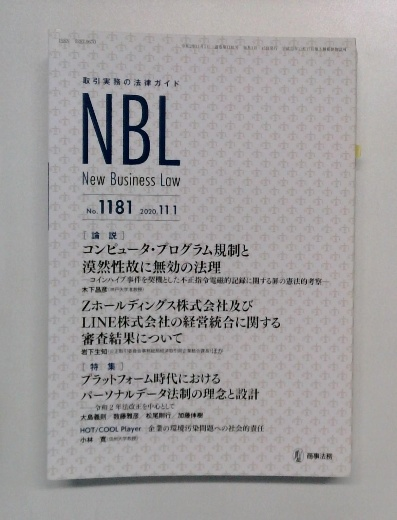 取引実務の法律ガイド
NBL
New Business Law
No.1181 2020.11.1
[論説]
コンピュータ・プログラム規制と
漠然性故に無効の法理
―コインハイブ事件を契機とした不正指令電磁的記録に関する罪の憲法的考察―
木下昌彦
Zホールディングス株式会社及び
LINE株式会社の経営統合に関する
審査結果について
岩下生知
[特集]
プラットフォーム時代における
パーソナルデータ法制の理念と設計
―令和2年法改正を中心として
大島義則／数藤雅彦／松尾剛行／加藤伸樹
HOT/COOL Player 企業の環境汚染問題への社会的責任
小林 寛
商事法務